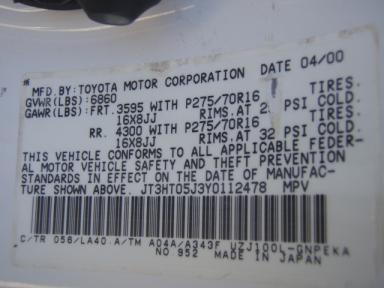 MFD.BY: TOYOTA MOTOR CORPORATION DATE 04/00
GVWR(LBS): 6860
GAWR(LBS): FRT. 3595 WITH P275/70R16 TIRES.
16X8JJ RIMS.AT PSI COLD.
RR. 4300 WITH P275/70R16 TIRES.
16X8JJ RIMS.AT 32 PSI COLD.
THIS VEHICLE CONFORMS TO ALL APPLICABLE FEDER-
AL MOTOR VEHICLE SAFETY AND THEFT PREVENTION
STANDARDS IN EFFECT ON THE DATE OF MANUFAC-
TURE SHOWN ABOVE. JT3HT05J3Y0112478 MPV
C/TR 056/LA40 A/TM A04A/A343F UZJ100L-GNPEKA
NO 952 MADE IN JAPAN